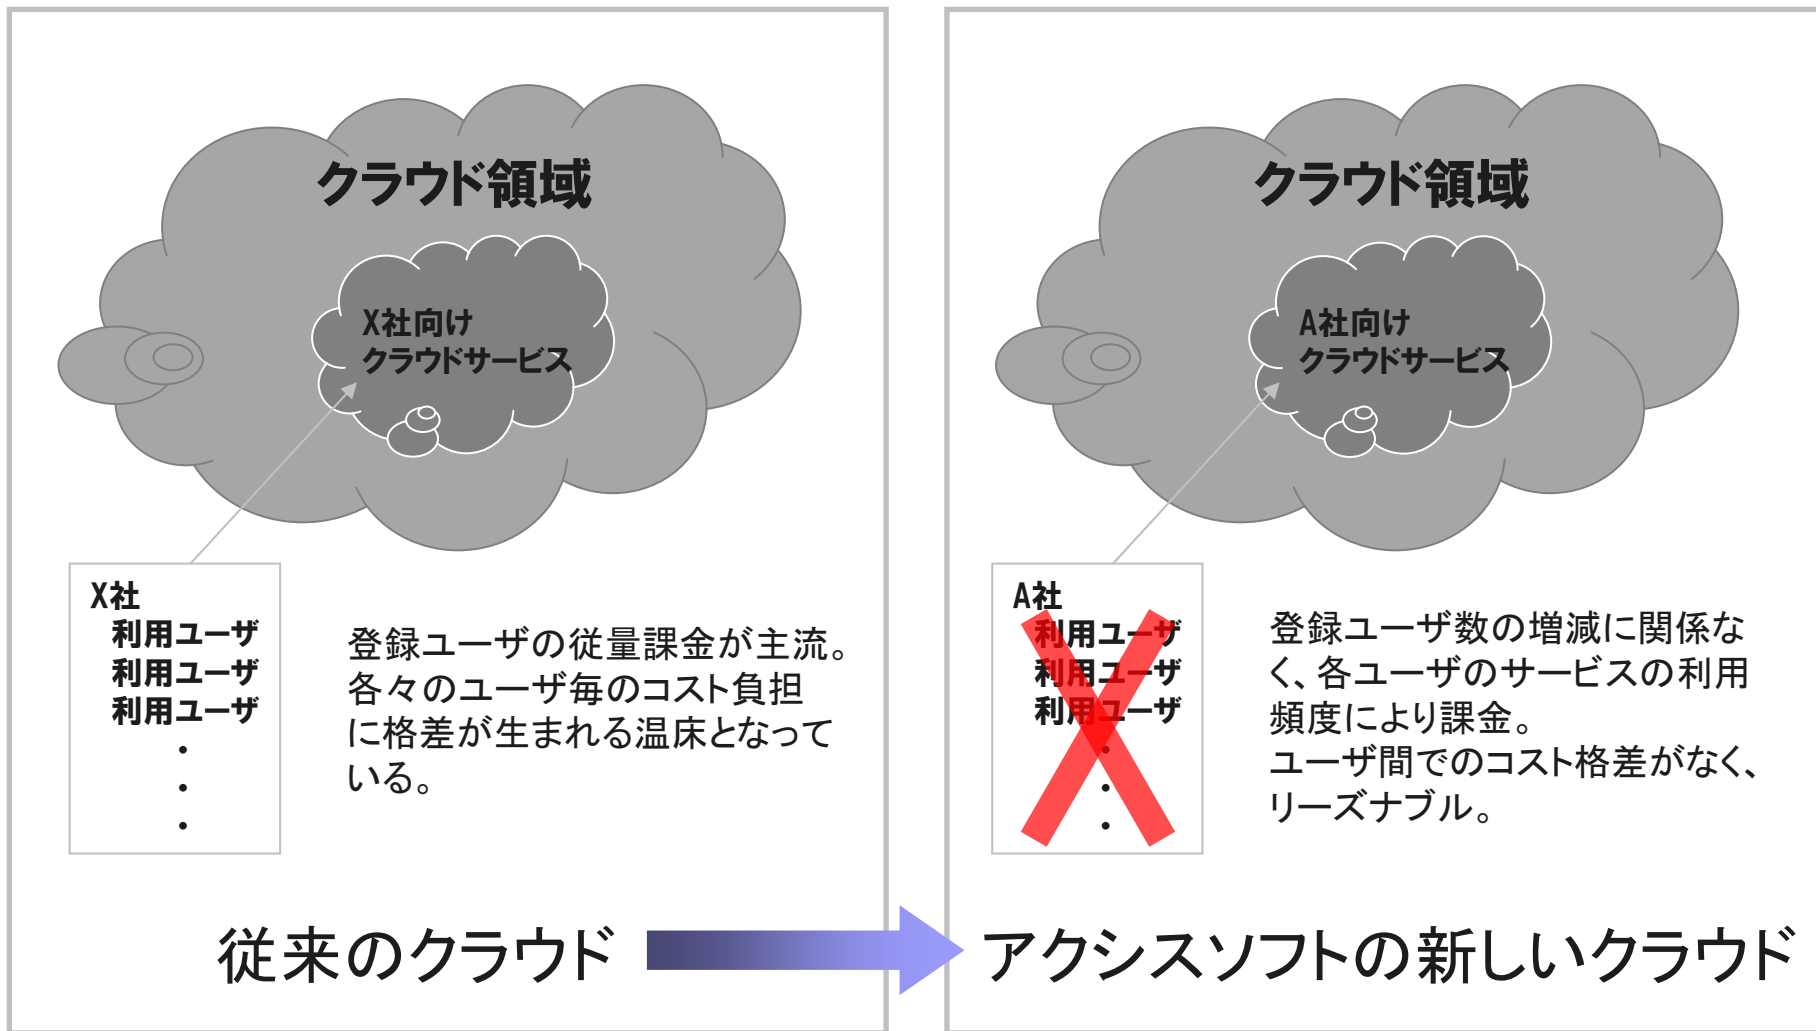 クラウド領域
X社向け
クラウドサービス
X社
利用ユーザ
利用ユーザ
利用ユーザ
・
・
・
登録ユーザの従量課金が主流。
各々のユーザ毎のコスト負担
に格差が生まれる温床となって
いる。
従来のクラウド
クラウド領域
A社向け
クラウドサービス
A社
利用ユーザ
利用ユーザ
利用ユーザ
・
・
・
登録ユーザ数の増減に関係な
く、各ユーザのサービスの利用
頻度により課金。
ユーザ間でのコスト格差がなく、
リーズナブル。
アクシスソフトの新しいクラウド